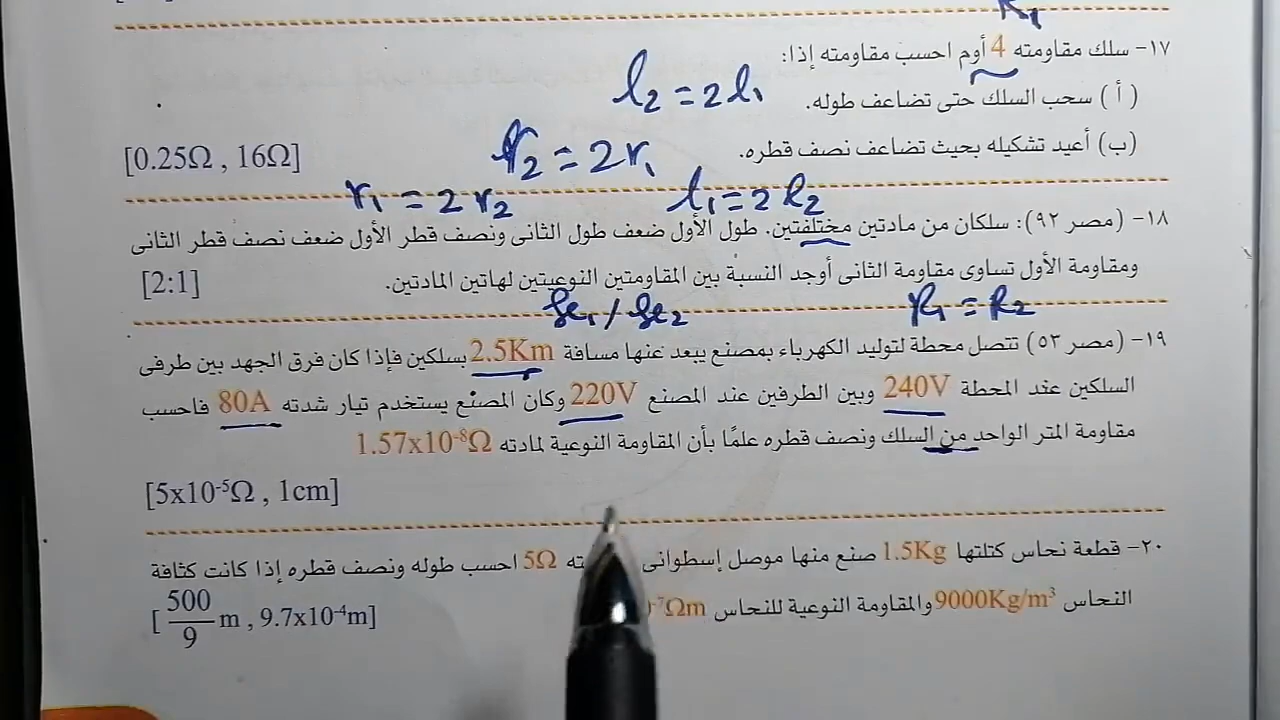 R₁
١٧- سلك مقاومته 4 أوم احسب مقاومته إذا:
l₂ = 2l₁
( أ ) سحب السلك حتى تضاعف طوله.
(ب) أعيد تشكيله بحيث تضاعف نصف قطره.
r₂ = 2r₁
[0.25Ω , 16Ω]
r₁ = 2 r₂ l₁ = 2 l₂
١٨- (مصر ٩٢): سلكان من مادتين مختلفتين. طول الأول ضعف طول الثانى ونصف قطر الأول ضعف نصف قطر الثانى
ومقاومة الأول تساوى مقاومة الثانى أوجد النسبة بين المقاومتين النوعيتين لهاتين المادتين.
[2:1]
R₁ = R₂
١٩- (مصر ٥٣) تتصل محطة لتوليد الكهرباء بمصنع يبعد عنها مسافة 2.5Km بسلكين فإذا كان فرق الجهد بين طرفى
السلكين عند المحطة 240V وبين الطرفين عند المصنع 220V وكان المصنع يستخدم تيار شدته 80A فاحسب
مقاومة المتر الواحد من السلك ونصف قطره علمًا بأن المقاومة النوعية لمادته 1.57x10⁻⁸Ω
[5x10⁻⁵Ω , 1cm]
٢٠- قطعة نحاس كتلتها 1.5Kg صنع منها موصل إسطوانى ته 5Ω احسب طوله ونصف قطره إذا كانت كثافة
النحاس 9000Kg/m³ والمقاومة النوعية للنحاس ⁻⁷Ωm
[500/9 m , 9.7x10⁻⁴m]